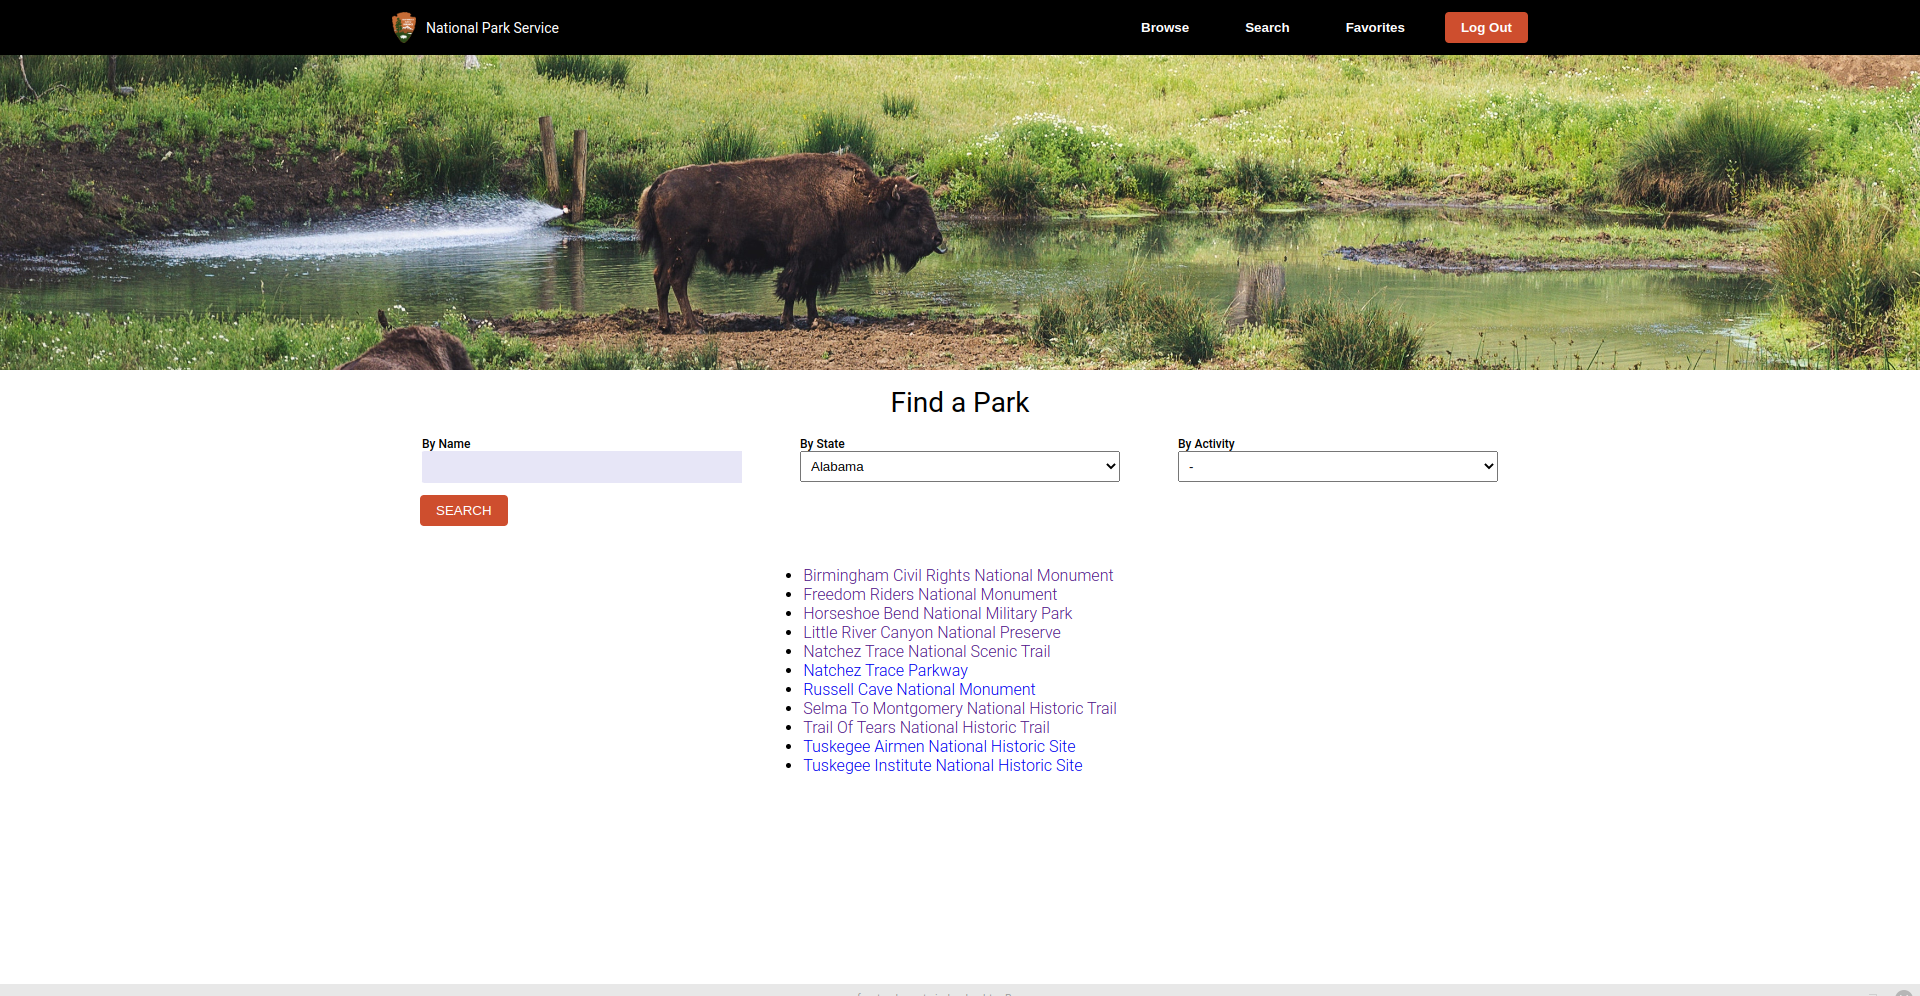 National Park Service
Browse
Search
Favorites
Log Out
Find a Park
By Name
By State
By Activity
Alabama
-
SEARCH
Birmingham Civil Rights National Monument
Freedom Riders National Monument
Horseshoe Bend National Military Park
Little River Canyon National Preserve
Natchez Trace National Scenic Trail
Natchez Trace Parkway
Russell Cave National Monument
Selma To Montgomery National Historic Trail
Trail Of Tears National Historic Trail
Tuskegee Airmen National Historic Site
Tuskegee Institute National Historic Site